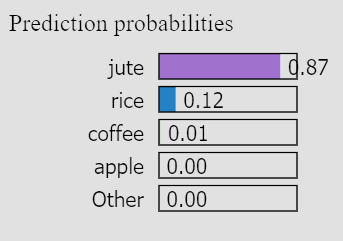 Prediction probabilities
jute 0.87
rice 0.12
coffee 0.01
apple 0.00
Other 0.00